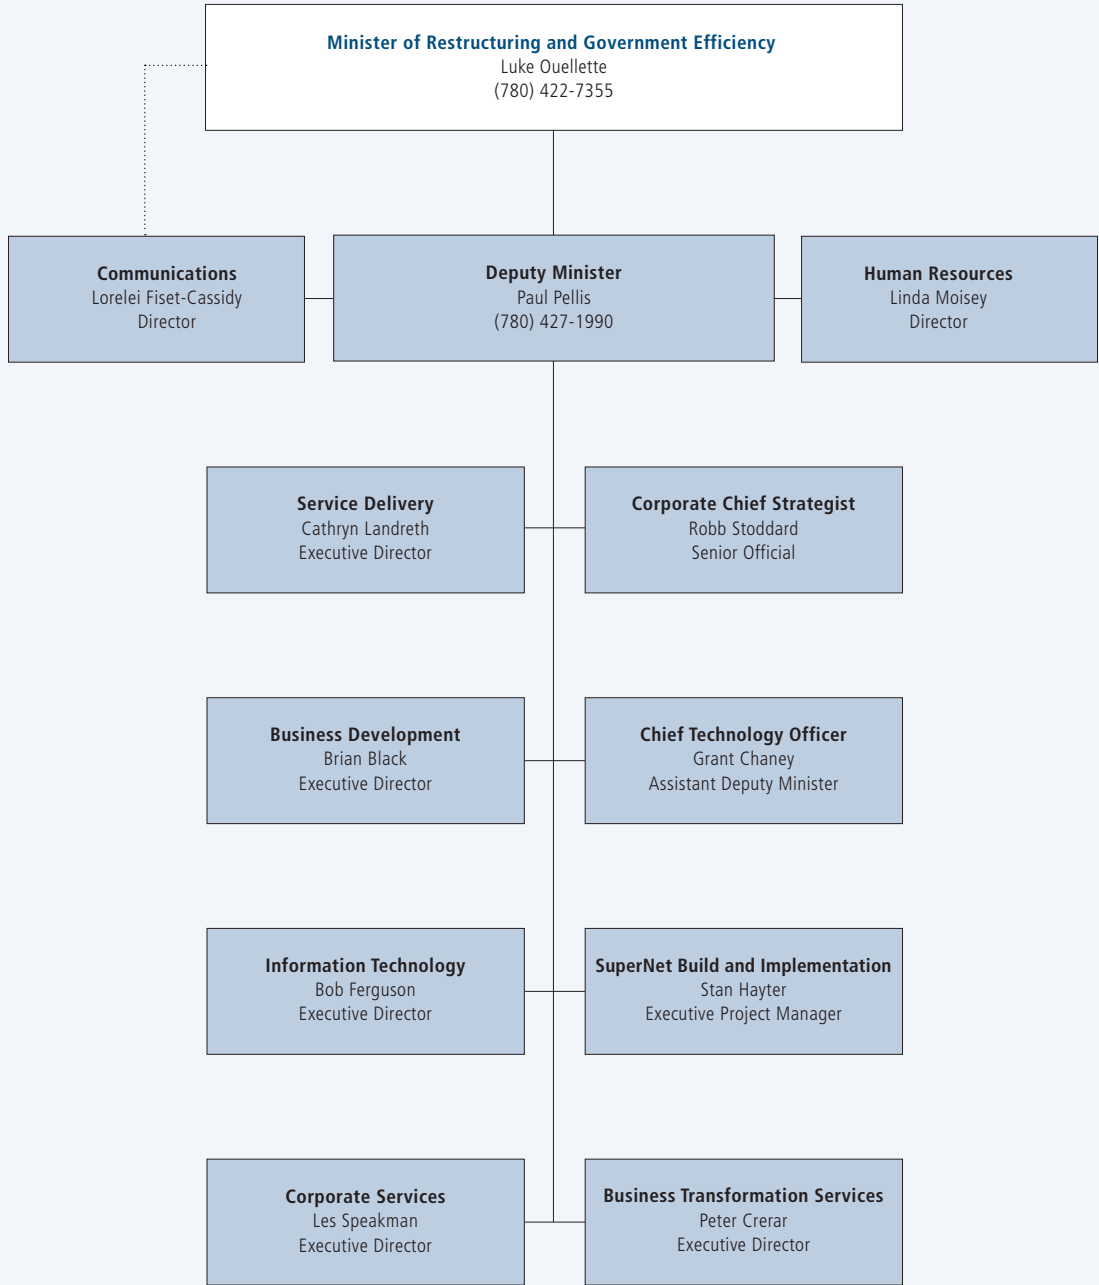 Minister of Restructuring and Government Efficiency
Luke Ouellette
(780) 422-7355
Communications
Lorelei Fiset-Cassidy
Director
Deputy Minister
Paul Pellis
(780) 427-1990
Human Resources
Linda Moisey
Director
Service Delivery
Cathryn Landreth
Executive Director
Corporate Chief Strategist
Robb Stoddard
Senior Official
Business Development
Brian Black
Executive Director
Chief Technology Officer
Grant Chaney
Assistant Deputy Minister
Information Technology
Bob Ferguson
Executive Director
SuperNet Build and Implementation
Stan Hayter
Executive Project Manager
Corporate Services
Les Speakman
Executive Director
Business Transformation Services
Peter Crerar
Executive Director